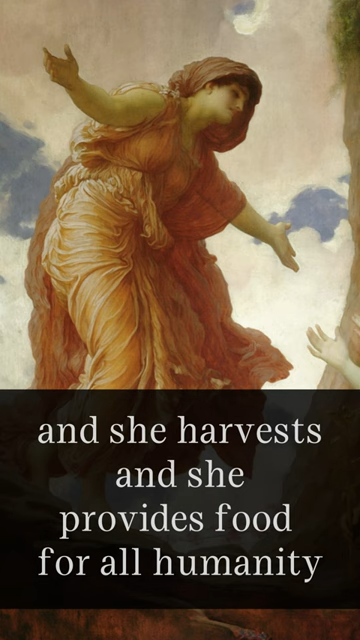 and she harvests
and she
provides food
for all humanity